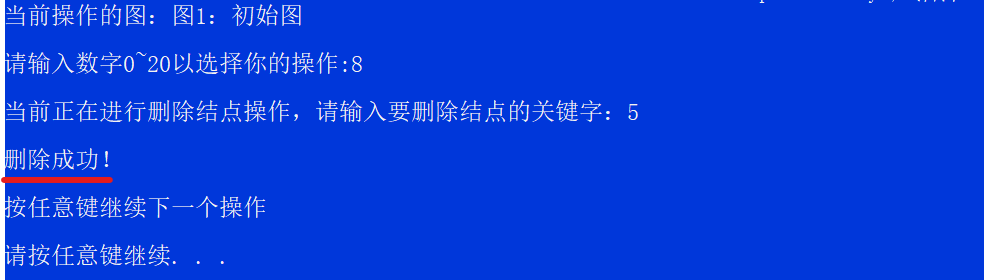 当前操作的图：图1：初始图
请输入数字0~20以选择你的操作:8
当前正在进行删除结点操作，请输入要删除结点的关键字：5
删除成功！
按任意键继续下一个操作
请按任意键继续. . .